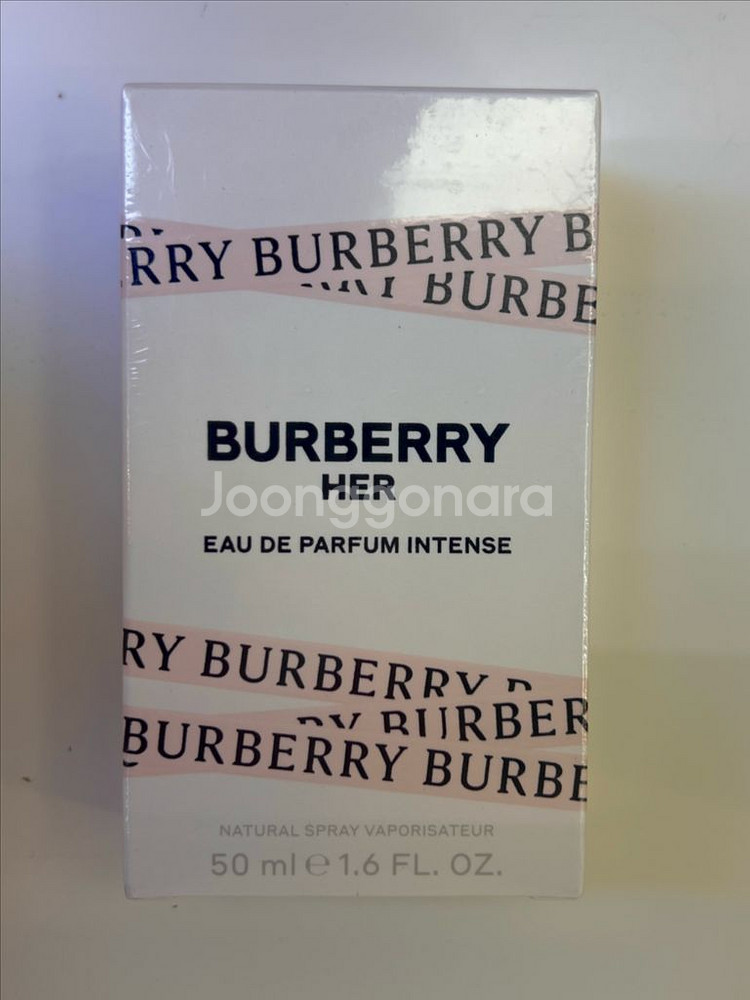 RRY BURBERRY B
BURBE
BURBERRY
HER
Joonggonara
EAU DE PARFUM INTENSE
RY BURBERRY
RY BURBER
BURBERRY BURBE
NATURAL SPRAY VAPORISATEUR
50 ml e 1.6 FL. OZ.